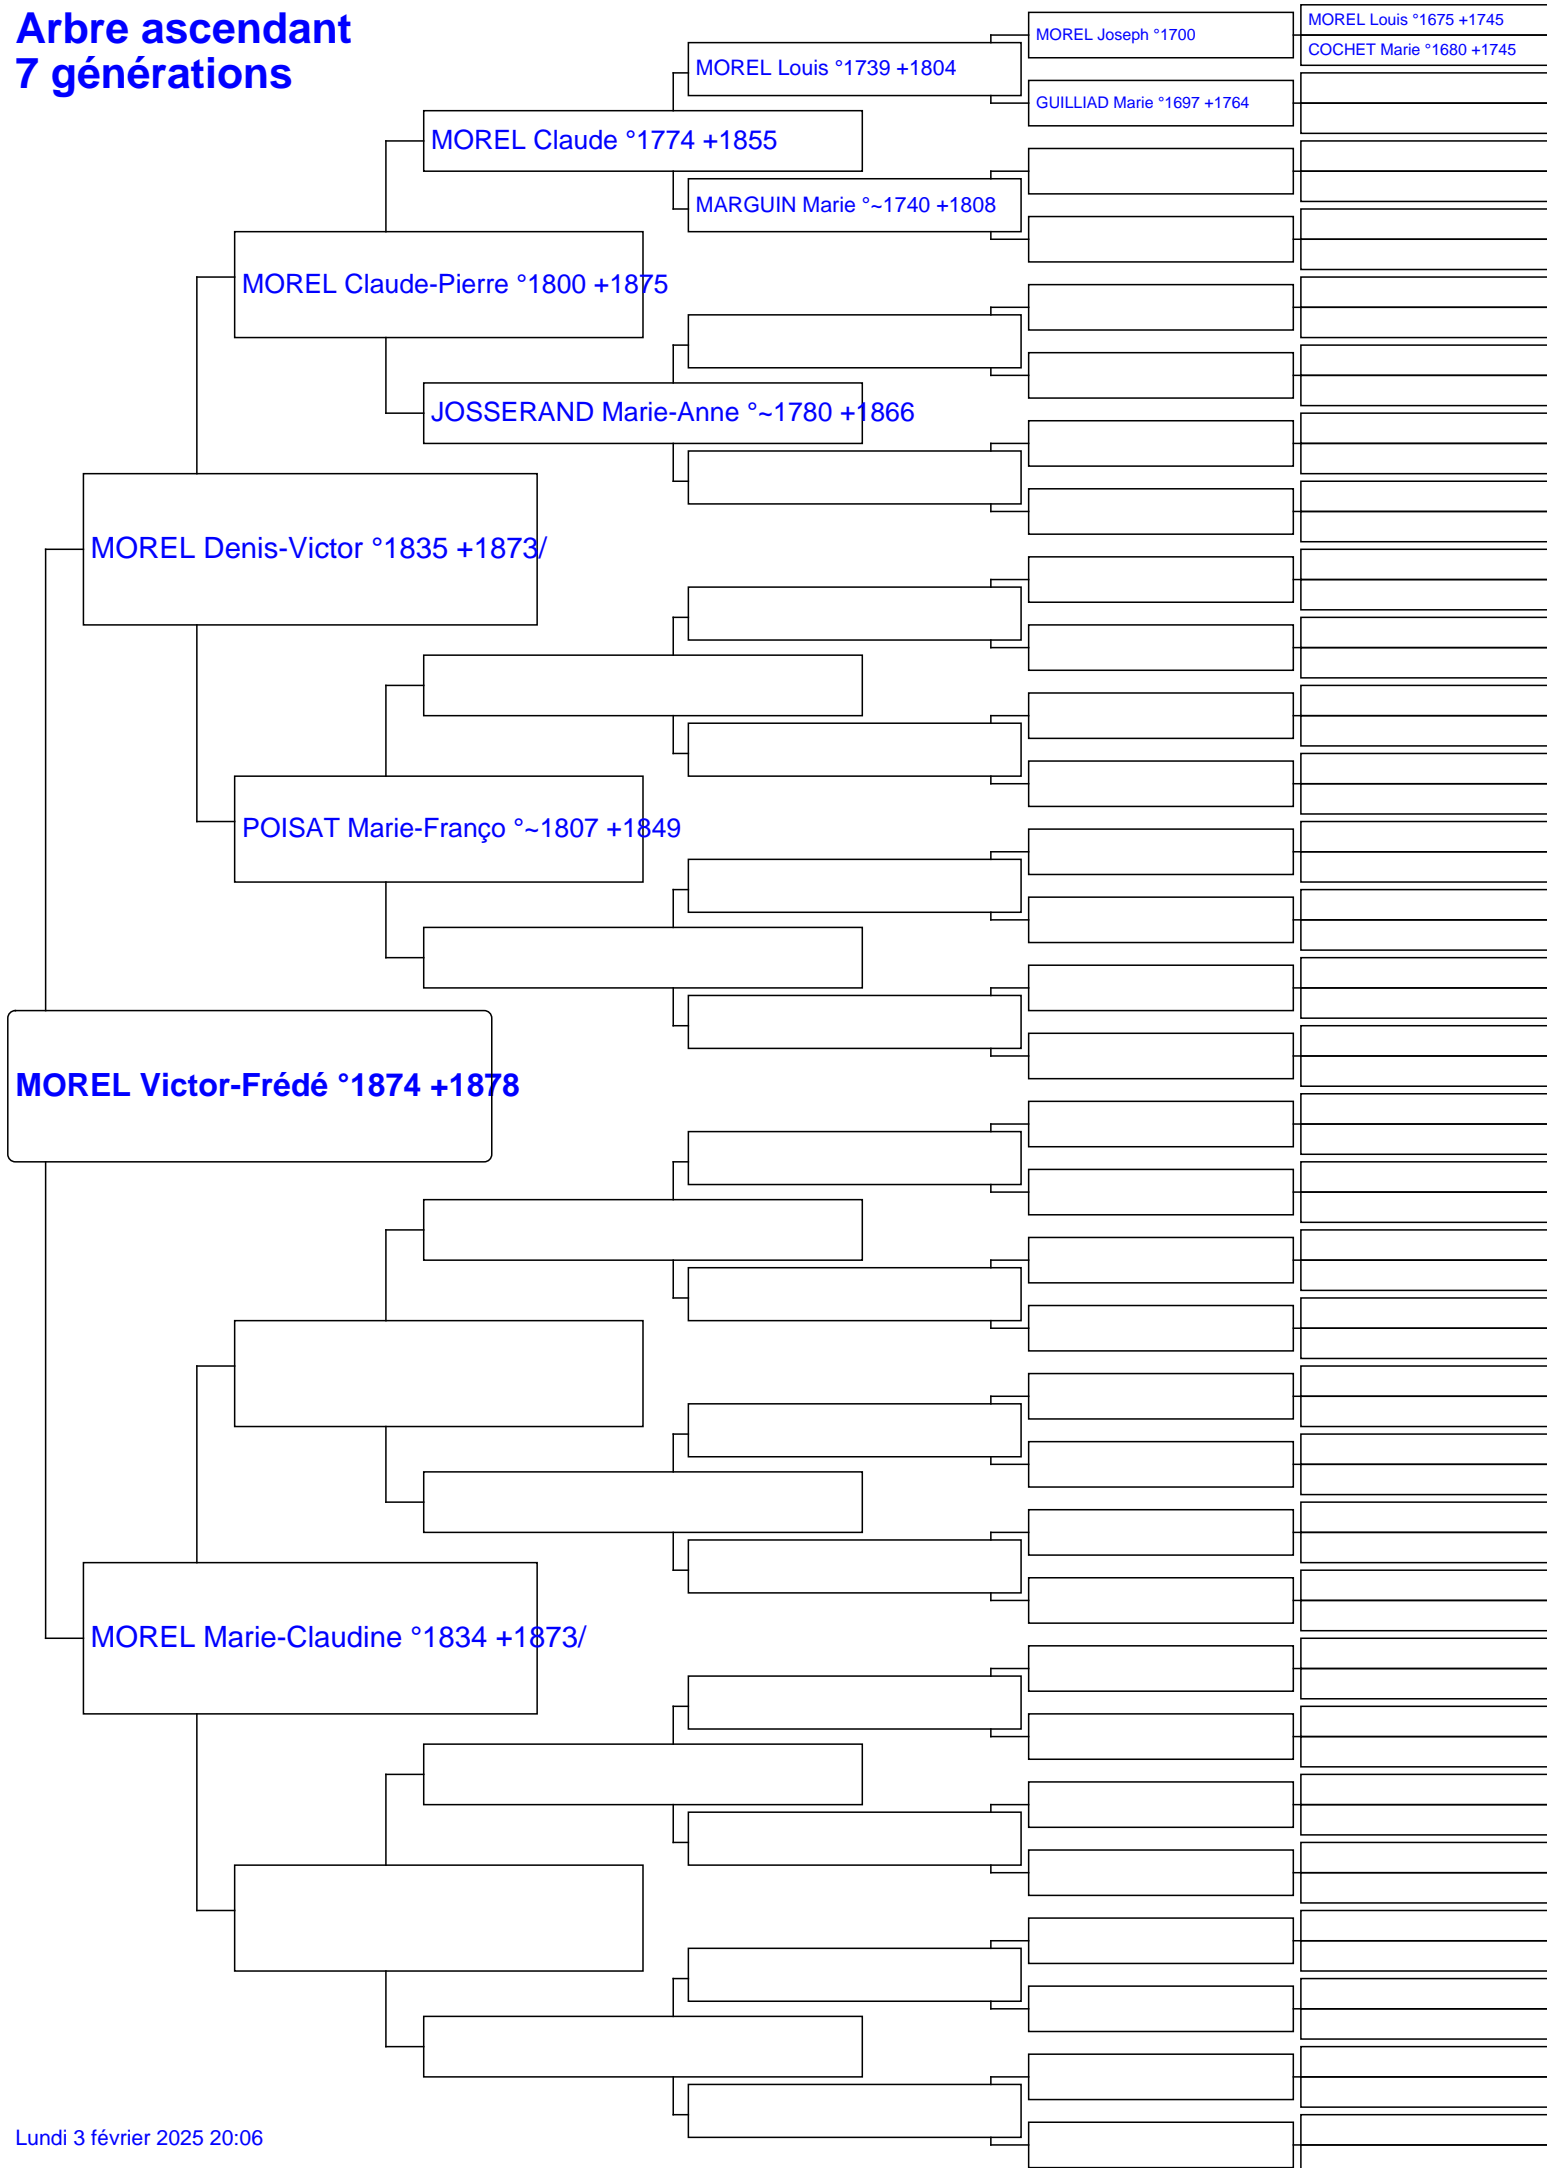 Arbre ascendant
7 générations
MOREL Louis °1675 +1745
MOREL Joseph °1700
COCHET Marie °1680 +1745
MOREL Louis °1739 +1804
GUILLIAD Marie °1697 +1764
MOREL Claude °1774 +1855
MARGUIN Marie °~1740 +1808
MOREL Claude-Pierre °1800 +1875
JOSSERAND Marie-Anne °~1780 +1866
MOREL Denis-Victor °1835 +1873/
POISAT Marie-Franço °~1807 +1849
MOREL Victor-Frédé °1874 +1878
MOREL Marie-Claudine °1834 +1873/
Lundi 3 février 2025 20:06